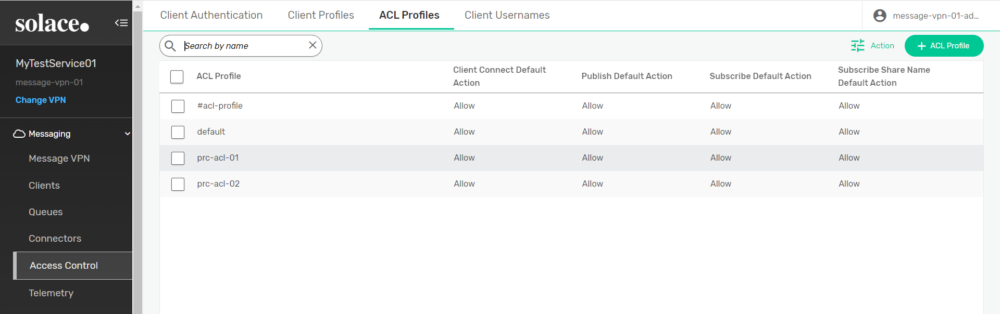 solace.
MyTestService01
message-vpn-01
Change VPN
Messaging
Message VPN
Clients
Queues
Connectors
Access Control
Telemetry
Client Authentication Client Profiles ACL Profiles Client Usernames
message-vpn-01-ad...
Search by name
Action
ACL Profile
ACL Profile Client Connect Default Action Publish Default Action Subscribe Default Action Subscribe Share Name Default Action
#acl-profile Allow Allow Allow Allow
default Allow Allow Allow Allow
prc-acl-01 Allow Allow Allow Allow
prc-acl-02 Allow Allow Allow Allow